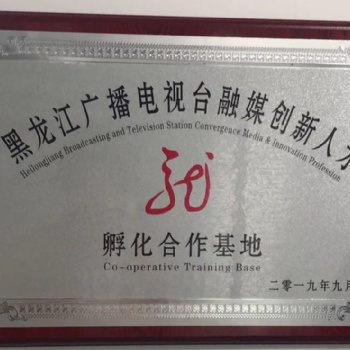 黑龙江广播电视台融媒创新人才
Heilongjiang Broadcasting and Television Station Convergence Media & Innovation Profession
龙
孵化合作基地
Co-operative Training Base
二零一九年九月